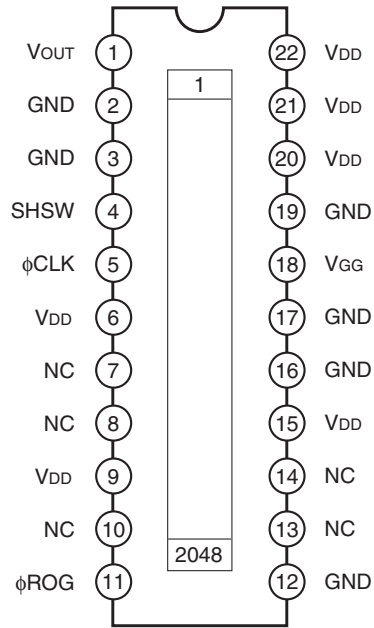 VOUT 1 22 VDD
GND 2 1 21 VDD
GND 3 20 VDD
SHSW 4 19 GND
ϕCLK 5 18 VGG
VDD 6 17 GND
NC 7 16 GND
NC 8 15 VDD
VDD 9 14 NC
NC 10 13 NC
ϕROG 11 2048 12 GND